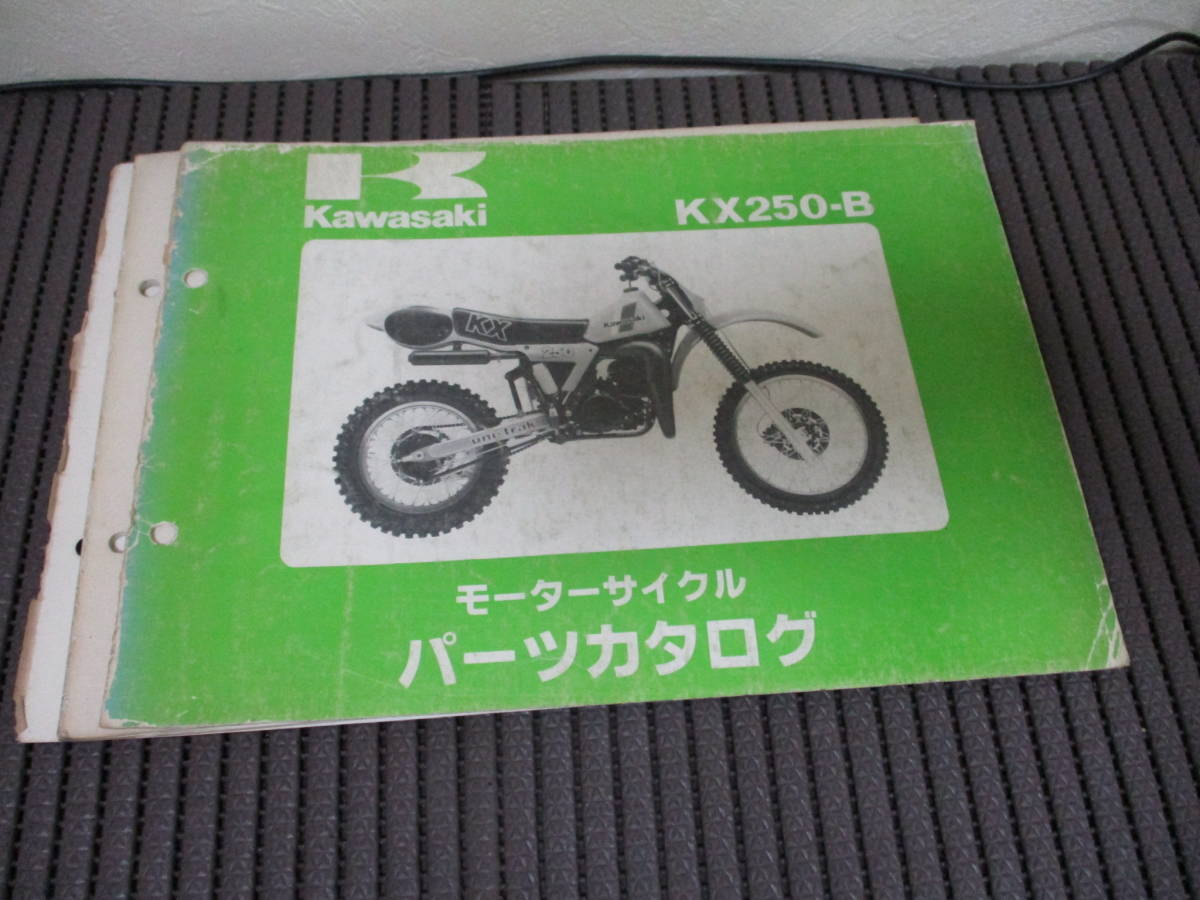 Kawasaki
KX250-B
KX
Kawasaki
250
uni-trak
モーターサイクル
パーツカタログ